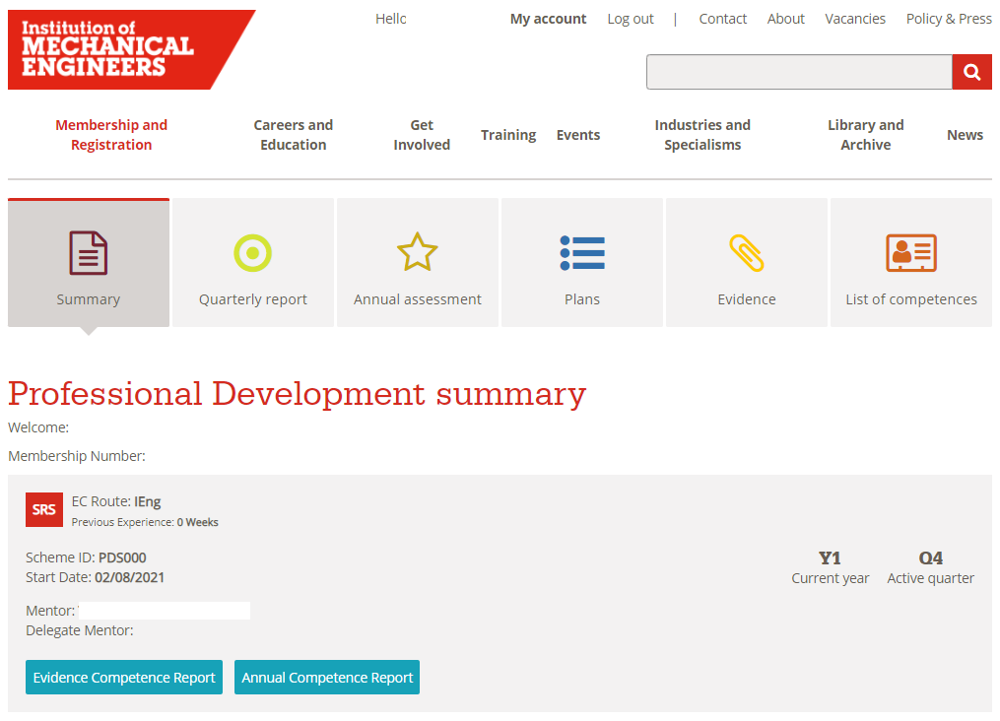 Institution of
MECHANICAL
ENGINEERS
Hello
My account Log out | Contact About Vacancies Policy & Press
Membership and
Registration
Careers and
Education
Get
Involved
Training
Events
Industries and
Specialisms
Library and
Archive
News
Summary
Quarterly report
Annual assessment
Plans
Evidence
List of competences
Professional Development summary
Welcome:
Membership Number:
SRS
EC Route: IEng
Previous Experience: 0 Weeks
Scheme ID: PDS000
Start Date: 02/08/2021
Y1
Current year
Q4
Active quarter
Mentor:
Delegate Mentor:
Evidence Competence Report
Annual Competence Report